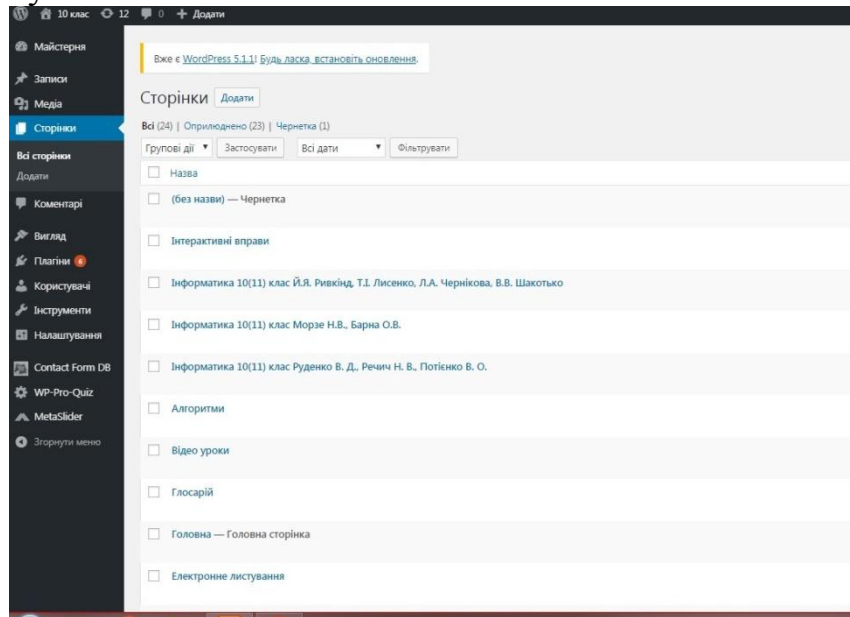 10 клас 12 0 + Додати
Майстерня
Записи
Медіа
Сторінки
Всі сторінки
Додати
Коментарі
Вигляд
Плагіни 6
Користувачі
Інструменти
Налаштування
Contact Form DB
WP-Pro-Quiz
MetaSlider
Згорнути меню
Вже є WordPress 5.1.1! Будь ласка, встановіть оновлення.
Сторінки Додати
Всі (24) | Оприлюднено (23) | Чернетка (1)
Групові дії Застосувати Всі дати Фільтрувати
Назва
(без назви) — Чернетка
Інтерактивні вправи
Інформатика 10(11) клас Й.Я. Ривкінд, Т.І. Лисенко, Л.А. Чернікова, В.В. Шакотько
Інформатика 10(11) клас Морзе Н.В., Барна О.В.
Інформатика 10(11) клас Руденко В. Д., Речич Н. В., Потієнко В. О.
Алгоритми
Відео уроки
Глосарій
Головна — Головна сторінка
Електронне листування